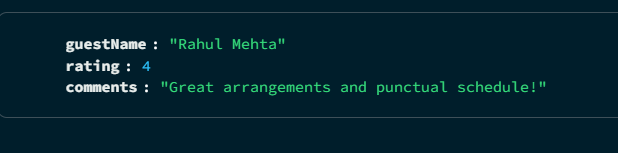 guestName : "Rahul Mehta"
rating : 4
comments : "Great arrangements and punctual schedule!"